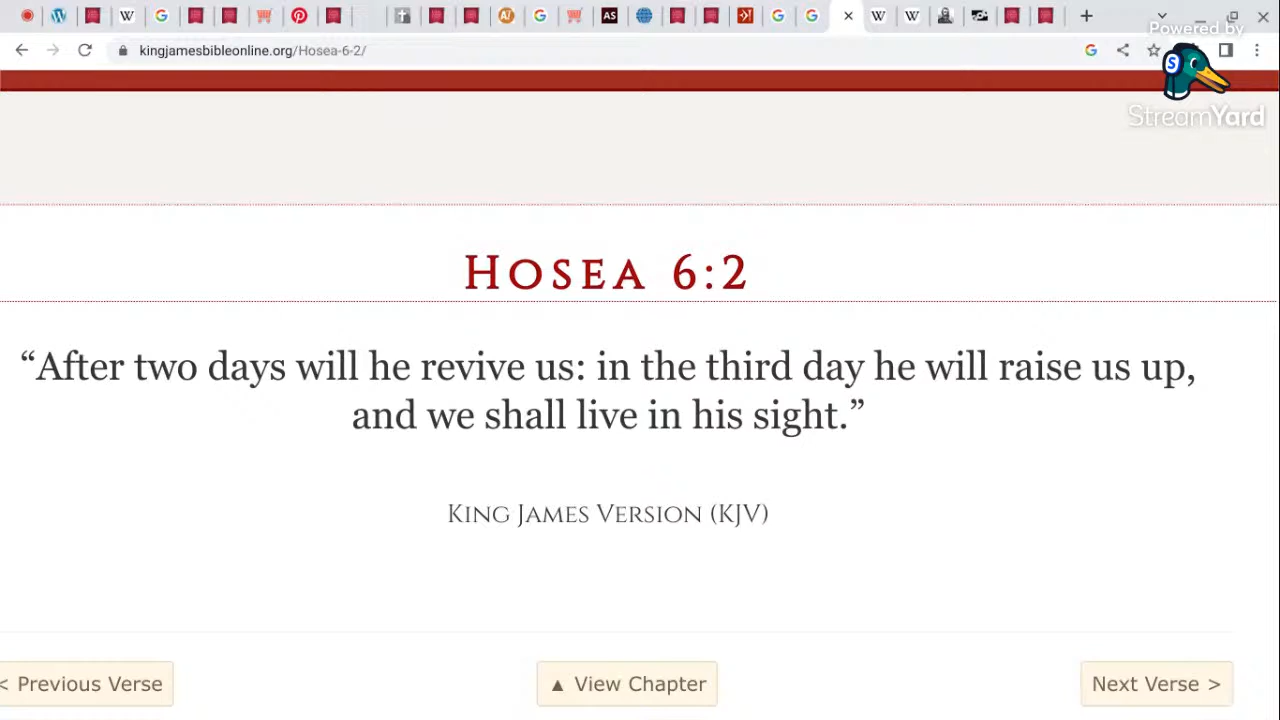 Powered by
kingjamesbibleonline.org/Hosea-6-2/
StreamYard
HOSEA 6:2
“After two days will he revive us: in the third day he will raise us up,
and we shall live in his sight.”
KING JAMES VERSION (KJV)
< Previous Verse
▲ View Chapter
Next Verse >